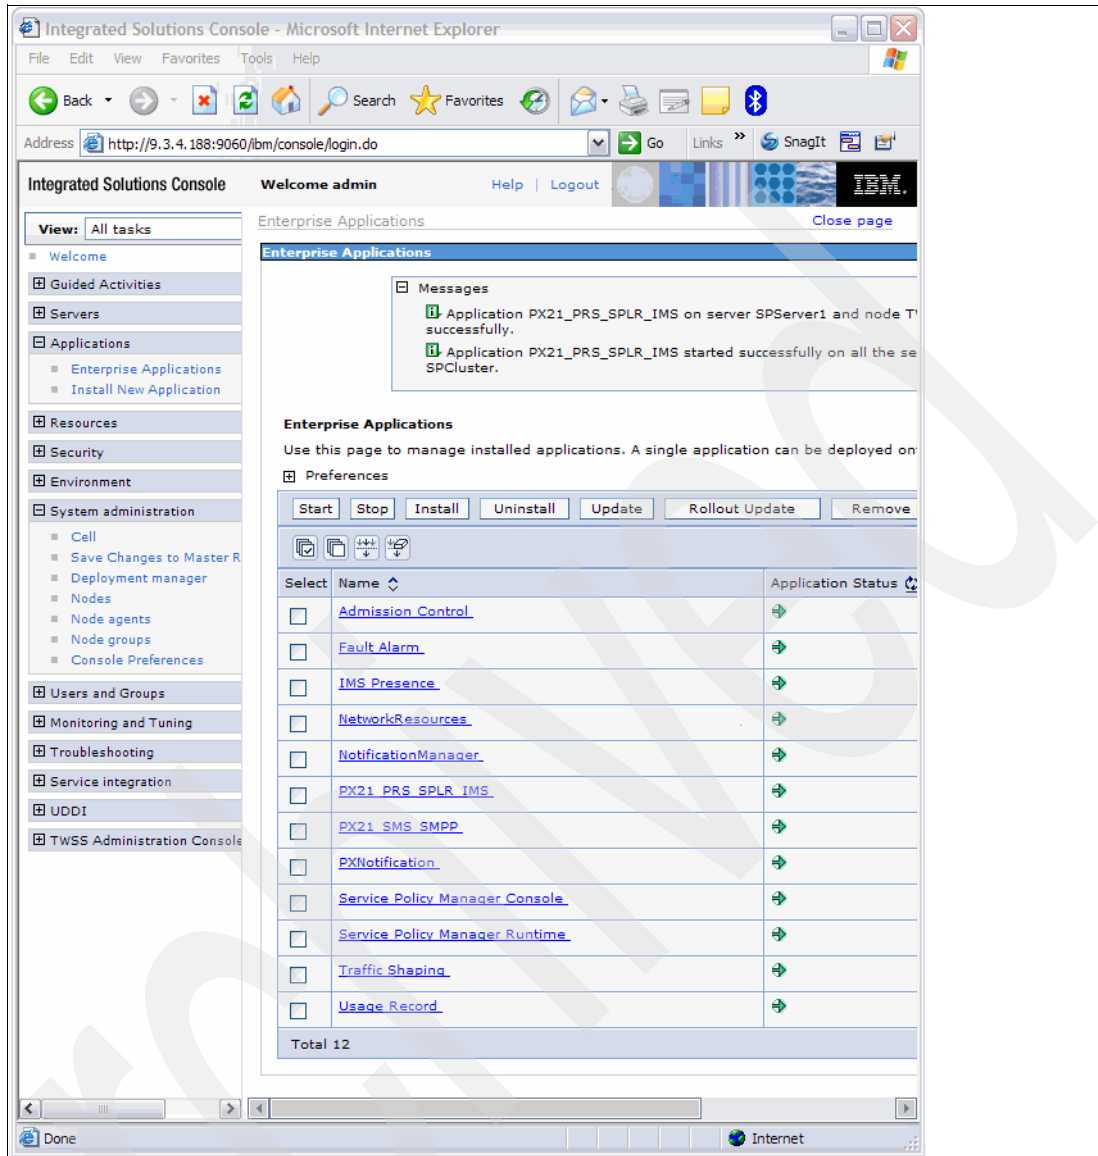 Integrated Solutions Console - Microsoft Internet Explorer
File Edit View Favorites Tools Help
Back Search Favorites
Address http://9.3.4.188:9060/ibm/console/login.do Go Links » SnagIt
Integrated Solutions Console Welcome admin Help | Logout IBM.
View: All tasks
Welcome
Guided Activities
Servers
Applications
Enterprise Applications
Install New Application
Resources
Security
Environment
System administration
Cell
Save Changes to Master R
Deployment manager
Nodes
Node agents
Node groups
Console Preferences
Users and Groups
Monitoring and Tuning
Troubleshooting
Service integration
UDDI
TWSS Administration Console
Enterprise Applications Close page
Enterprise Applications
Messages
Application PX21_PRS_SPLR_IMS on server SPServer1 and node
successfully.
Application PX21_PRS_SPLR_IMS started successfully on all the se
SPCluster.
Enterprise Applications
Use this page to manage installed applications. A single application can be deployed on
Preferences
Start Stop Install Uninstall Update Rollout Update Remove
Select Name Application Status
Admission Control
Fault Alarm
IMS Presence
NetworkResources
NotificationManager
PX21_PRS_SPLR_IMS
PX21_SMS_SMPP
PXNotification
Service Policy Manager Console
Service Policy Manager Runtime
Traffic Shaping
Usage Record
Total 12
Done Internet